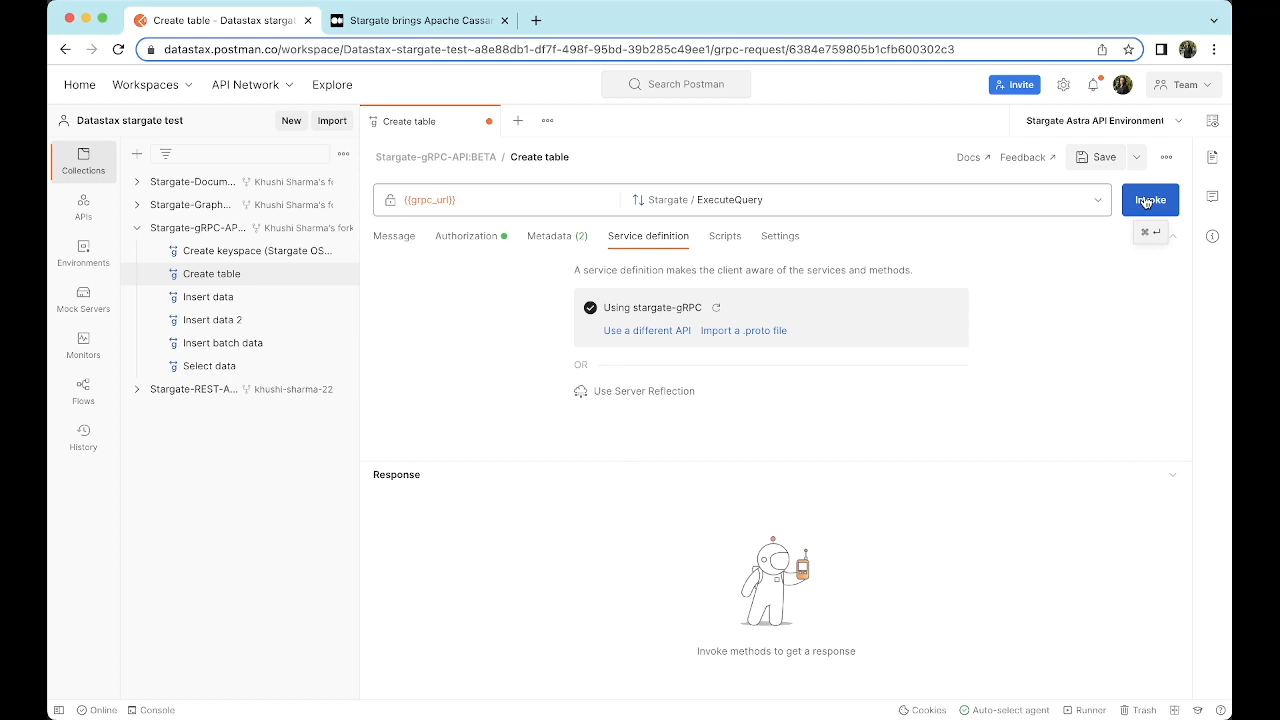 Create table - Datastax stargat
Stargate brings Apache Cassan
datastax.postman.co/workspace/Datastax-stargate-test~a8e88db1-df7f-498f-95bd-39b285c49ee1/grpc-request/6384e759805b1cfb600302c3
Home Workspaces API Network Explore Search Postman Invite Team
Datastax stargate test New Import Create table Stargate Astra API Environment
Collections
APIs
Environments
Mock Servers
Monitors
Flows
History
Stargate-Docum... Khushi Sharma's fo
Stargate-Graph... Khushi Sharma's fo
Stargate-gRPC-AP... Khushi Sharma's fork
Create keyspace (Stargate OS...
Create table
Insert data
Insert data 2
Insert batch data
Select data
Stargate-REST-A... khushi-sharma-22
Stargate-gRPC-API:BETA / Create table Docs Feedback Save
{{grpc_url}} Stargate / ExecuteQuery Invoke
⌘ ↵
Message Authorization Metadata (2) Service definition Scripts Settings
A service definition makes the client aware of the services and methods.
Using stargate-gRPC
Use a different API Import a .proto file
OR
Use Server Reflection
Response
Invoke methods to get a response
Online Console Cookies Auto-select agent Runner Trash